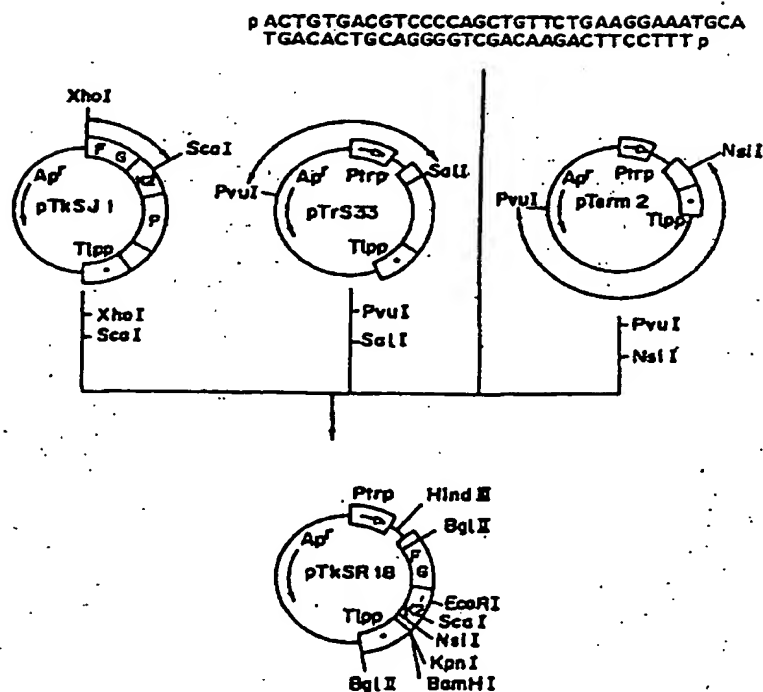 p ACTGTGACGTCCCCAGCTGTTCTGAAGGAAATGCA
TGACACTGCAGGGGTCGACAAGACTTCCTTT p
XhoI
ScaI
F G
K2
P
Apr
pTkSJ1
Tlpp
XhoI
ScaI
PvuI
Apr
Ptrp
SalI
pTrS33
Tlpp
PvuI
SalI
NsiI
PvuI
Apr
Ptrp
pTerm2
Tlpp
PvuI
NsiI
Ptrp
HindIII
BglII
Apr
F
G
pTkSR18
EcoRI
ScaI
NsiI
KpnI
BamHI
Tlpp
BglII